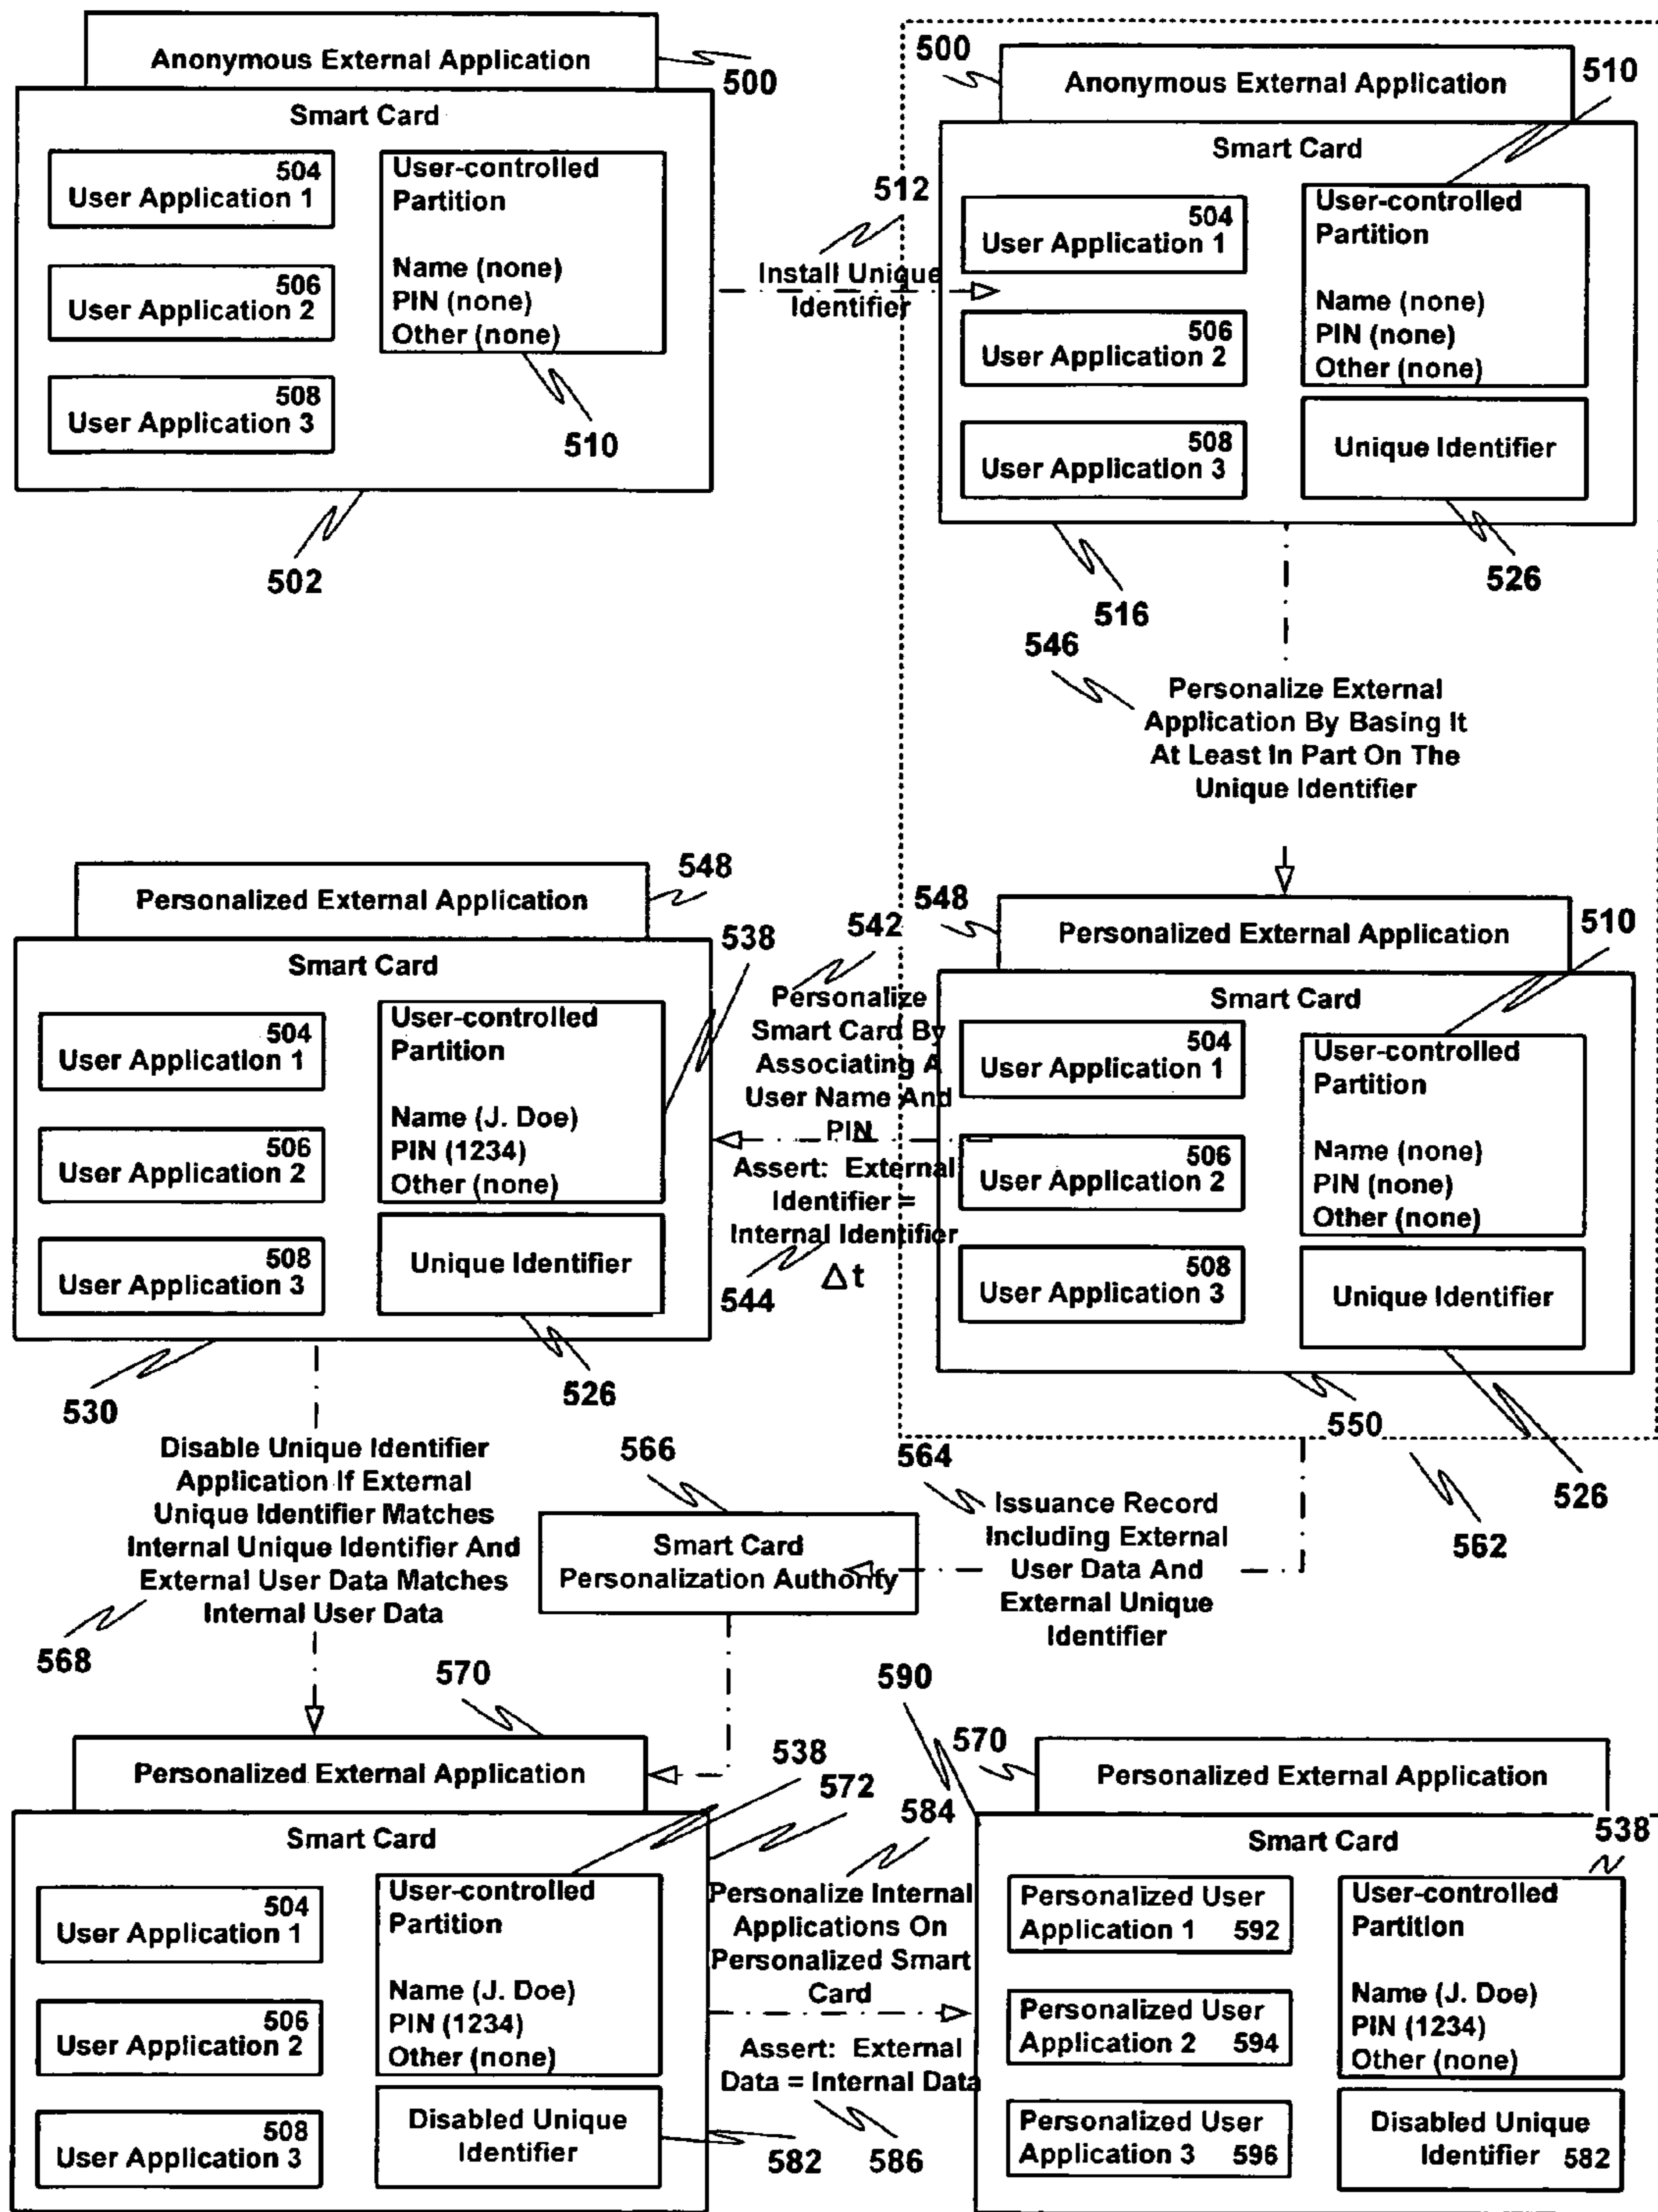 Anonymous External Application
500
Smart Card
504
User Application 1
506
User Application 2
508
User Application 3
User-controlled
Partition
Name (none)
PIN (none)
Other (none)
510
502
512
Install Unique
Identifier
500
Anonymous External Application
510
Smart Card
504
User Application 1
506
User Application 2
508
User Application 3
User-controlled
Partition
Name (none)
PIN (none)
Other (none)
Unique Identifier
526
516
546
Personalize External
Application By Basing It
At Least In Part On The
Unique Identifier
548
Personalized External Application
510
Smart Card
504
User Application 1
506
User Application 2
508
User Application 3
User-controlled
Partition
Name (none)
PIN (none)
Other (none)
Unique Identifier
550
526
562
542
Personalize
Smart Card By
Associating A
User Name And
PIN
Assert: External
Identifier =
Internal Identifier
544
Δt
548
Personalized External Application
538
Smart Card
504
User Application 1
506
User Application 2
508
User Application 3
User-controlled
Partition
Name (J. Doe)
PIN (1234)
Other (none)
Unique Identifier
530
526
Disable Unique Identifier
Application If External
Unique Identifier Matches
Internal Unique Identifier And
External User Data Matches
Internal User Data
568
566
Smart Card
Personalization Authority
564
Issuance Record
Including External
User Data And
External Unique
Identifier
570
Personalized External Application
538
572
Smart Card
504
User Application 1
506
User Application 2
508
User Application 3
User-controlled
Partition
Name (J. Doe)
PIN (1234)
Other (none)
Disabled Unique
Identifier
582
584
Personalize Internal
Applications On
Personalized Smart
Card
Assert: External
Data = Internal Data
586
590
570
Personalized External Application
538
Smart Card
Personalized User
Application 1 592
Personalized User
Application 2 594
Personalized User
Application 3 596
User-controlled
Partition
Name (J. Doe)
PIN (1234)
Other (none)
Disabled Unique
Identifier 582